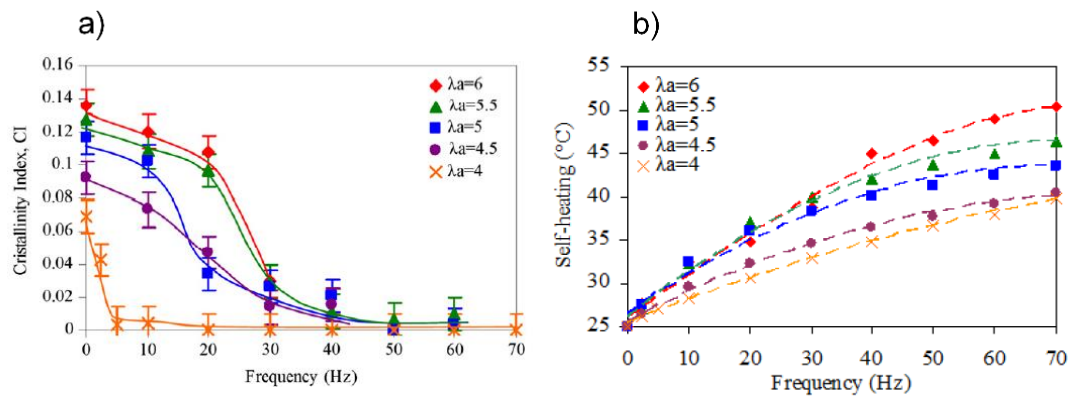 a)
Cristallinity Index, CI
0.16
0.14
0.12
0.1
0.08
0.06
0.04
0.02
0
0 10 20 30 40 50 60 70
Frequency (Hz)
λa=6
λa=5.5
λa=5
λa=4.5
λa=4
b)
Self-heating (°C)
55
50
45
40
35
30
25
0 10 20 30 40 50 60 70
Frequency (Hz)
λa=6
λa=5.5
λa=5
λa=4.5
λa=4